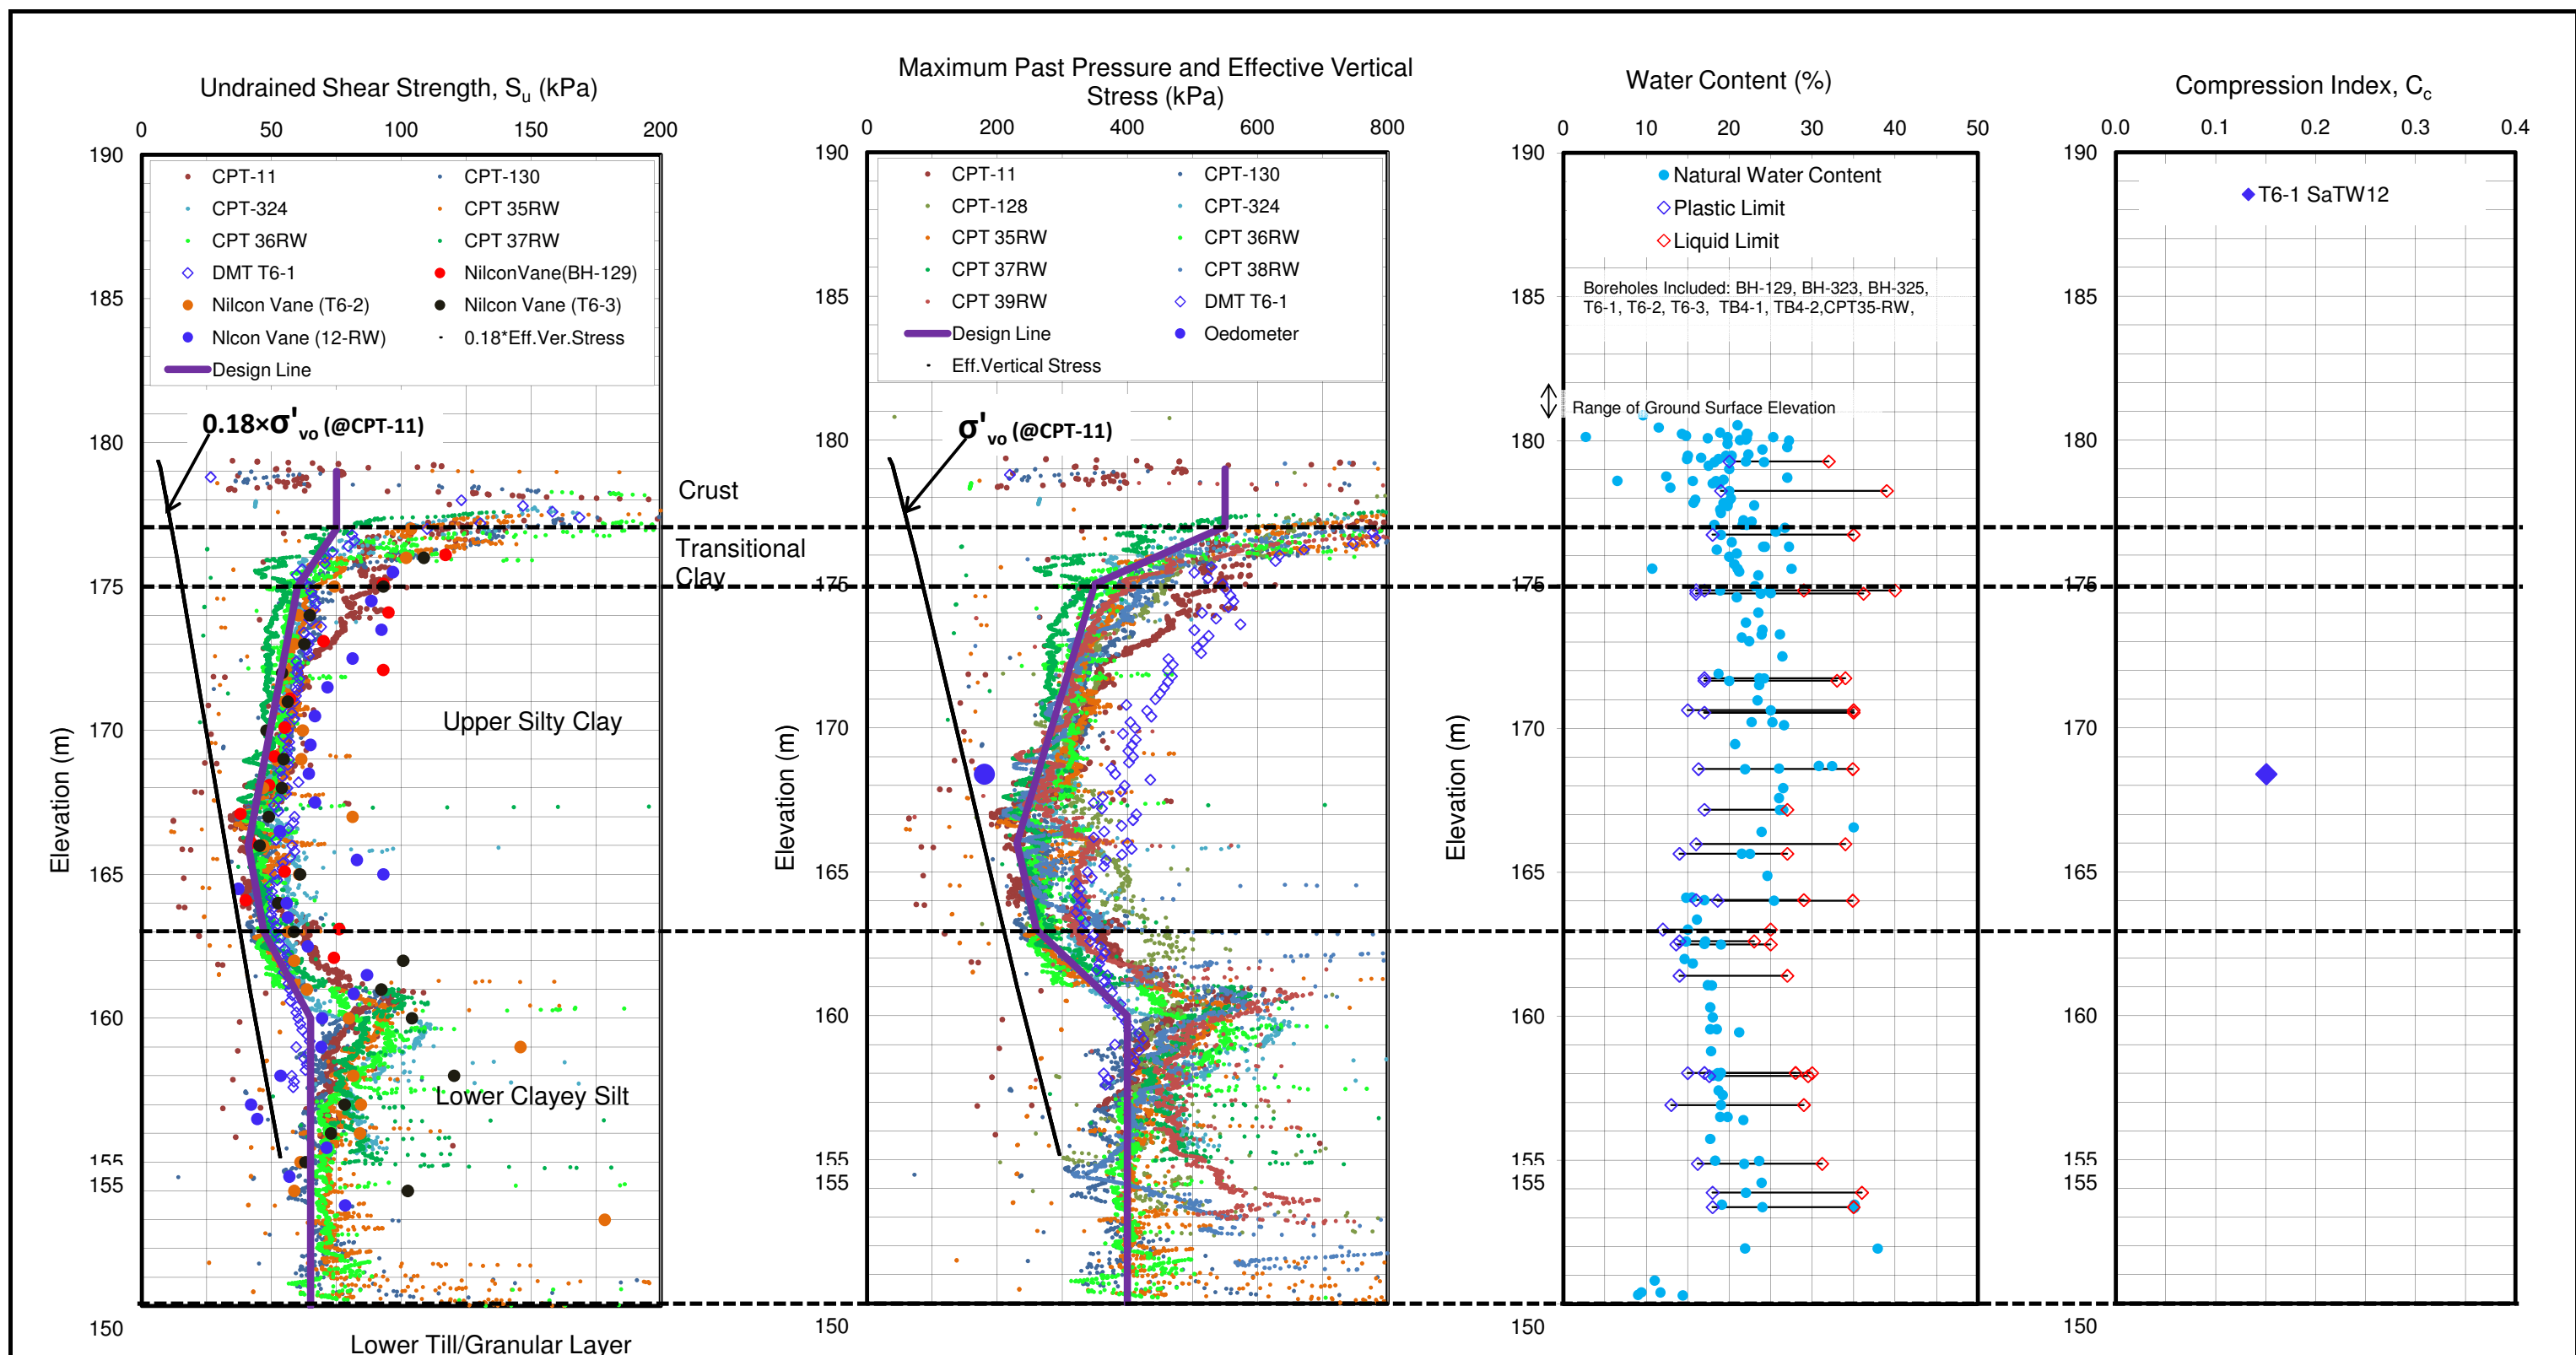 Undrained Shear Strength, Su (kPa)
0 50 100 150 200
190
185
180
175
170
165
160
155
155
150
Elevation (m)
CPT-11
CPT-130
CPT-324
CPT 35RW
CPT 36RW
CPT 37RW
DMT T6-1
NilconVane(BH-129)
Nilcon Vane (T6-2)
Nilcon Vane (T6-3)
Nlcon Vane (12-RW)
0.18*Eff.Ver.Stress
Design Line
0.18×σ'vo (@CPT-11)
Crust
Transitional
Clay
Upper Silty Clay
Lower Clayey Silt
Lower Till/Granular Layer
Maximum Past Pressure and Effective Vertical
Stress (kPa)
0 200 400 600 800
190
185
180
175
170
165
160
155
155
150
Elevation (m)
CPT-11
CPT-130
CPT-128
CPT-324
CPT 35RW
CPT 36RW
CPT 37RW
CPT 38RW
CPT 39RW
DMT T6-1
Design Line
Oedometer
Eff.Vertical Stress
σ'vo (@CPT-11)
Water Content (%)
0 10 20 30 40 50
190
185
180
175
170
165
160
155
155
150
Elevation (m)
Natural Water Content
Plastic Limit
Liquid Limit
Boreholes Included: BH-129, BH-323, BH-325,
T6-1, T6-2, T6-3, TB4-1, TB4-2,CPT35-RW,
Range of Ground Surface Elevation
Compression Index, Cc
0.0 0.1 0.2 0.3 0.4
190
185
180
175
170
165
160
155
155
150
T6-1 SaTW12